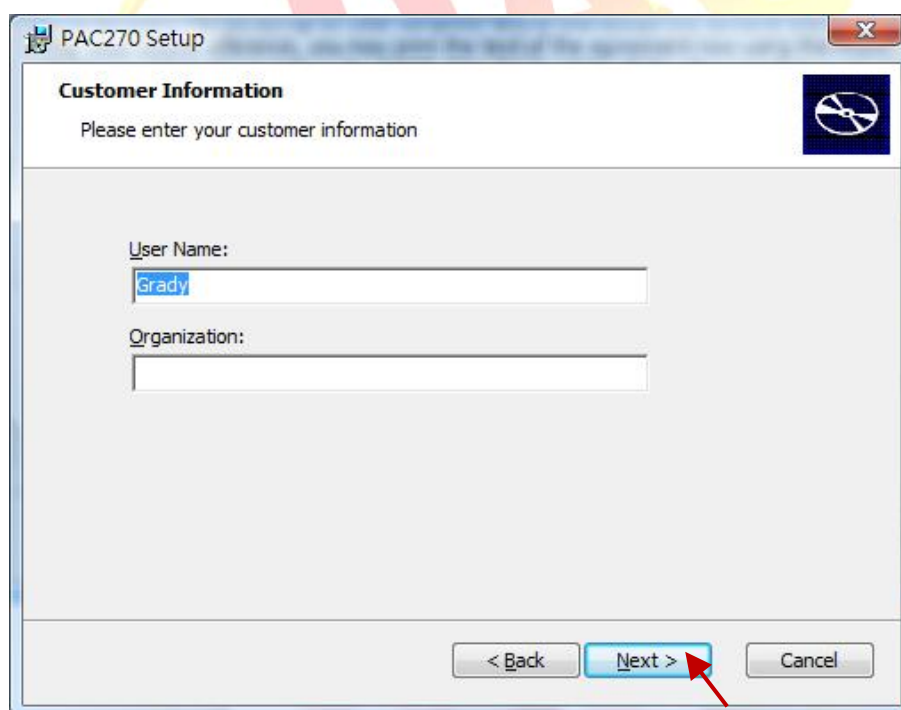 PAC270 Setup
Customer Information
Please enter your customer information
User Name:
Grady
Organization:
< Back
Next >
Cancel